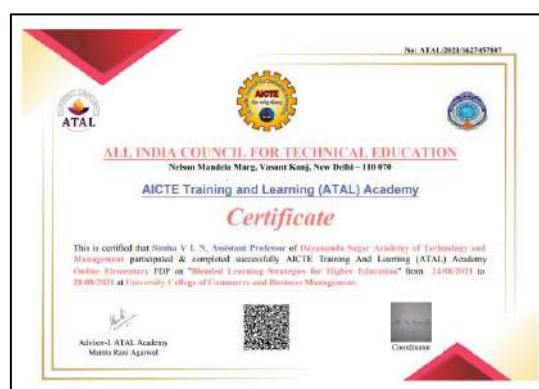 No: ATAL/2021/1627457807
ATAL
AICTE
ALL INDIA COUNCIL FOR TECHNICAL EDUCATION
Nelson Mandela Marg, Vasant Kunj, New Delhi – 110 070
AICTE Training and Learning (ATAL) Academy
Certificate
This is certified that Simha V L N, Assistant Professor of Dayananda Sagar Academy of Technology and
Management participated & completed successfully AICTE Training And Learning (ATAL) Academy
Online Elementary FDP on "Blended Learning Strategies for Higher Education" from 24/08/2021 to
28/08/2021 at University College of Commerce and Business Management.
Advisor-I, ATAL Academy
Mamta Rani Agarwal
Coordinator